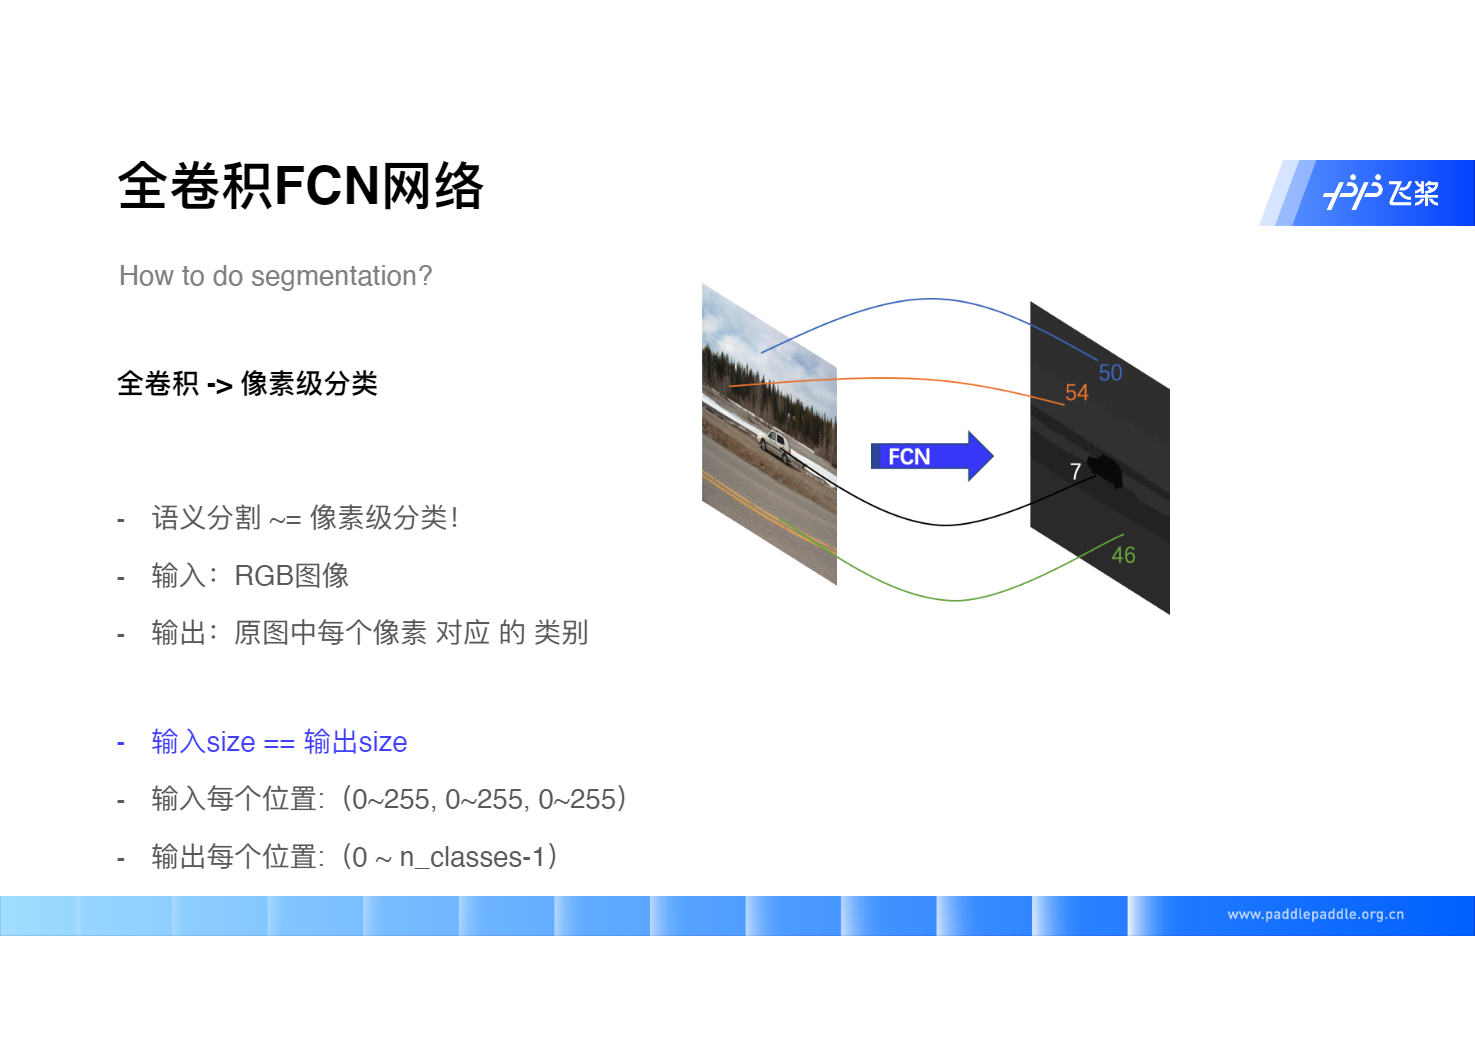 全卷积FCN网络
飞桨
How to do segmentation?
全卷积 -> 像素级分类
50
54
FCN
7
46
- 语义分割 ~= 像素级分类！
- 输入：RGB图像
- 输出：原图中每个像素 对应 的 类别
- 输入size == 输出size
- 输入每个位置:（0~255, 0~255, 0~255）
- 输出每个位置:（0 ~ n_classes-1）
www.paddlepaddle.org.cn